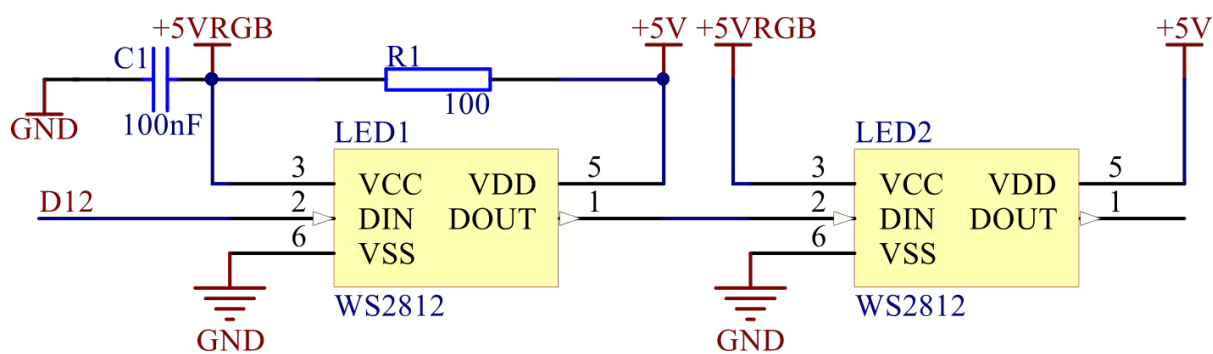 +5VRGB +5V +5VRGB +5V
C1 R1
GND 100nF 100
LED1 LED2
3 VCC VDD 5 3 VCC VDD 5
D12 2 DIN DOUT 1 2 DIN DOUT 1
6 VSS 6 VSS
WS2812 WS2812
GND GND